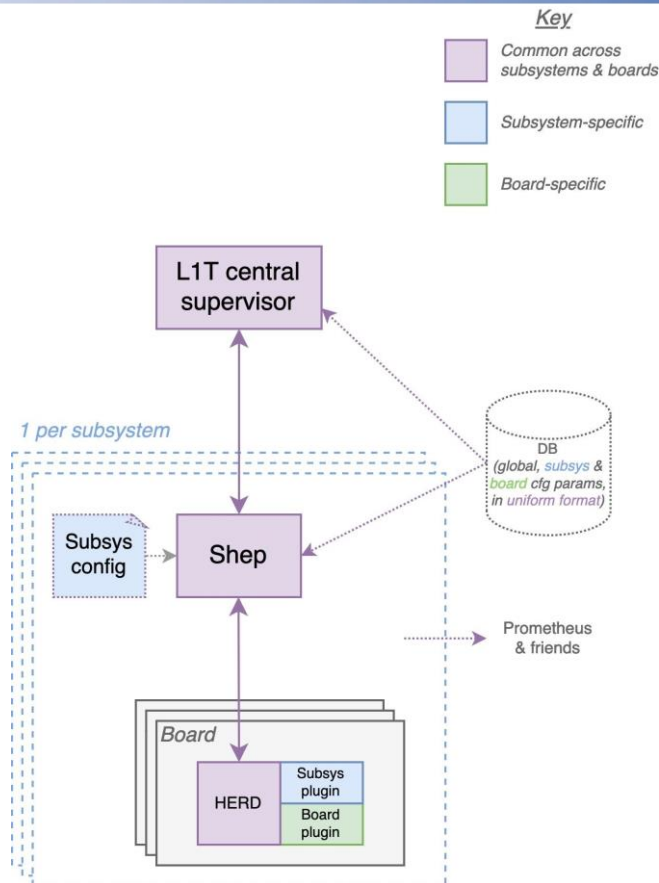 Key
Common across
subsystems & boards
Subsystem-specific
Board-specific
L1T central
supervisor
1 per subsystem
DB
(global, subsys &
board cfg params,
in uniform format)
Subsys
config
Shep
Prometheus
& friends
Board
HERD
Subsys
plugin
Board
plugin